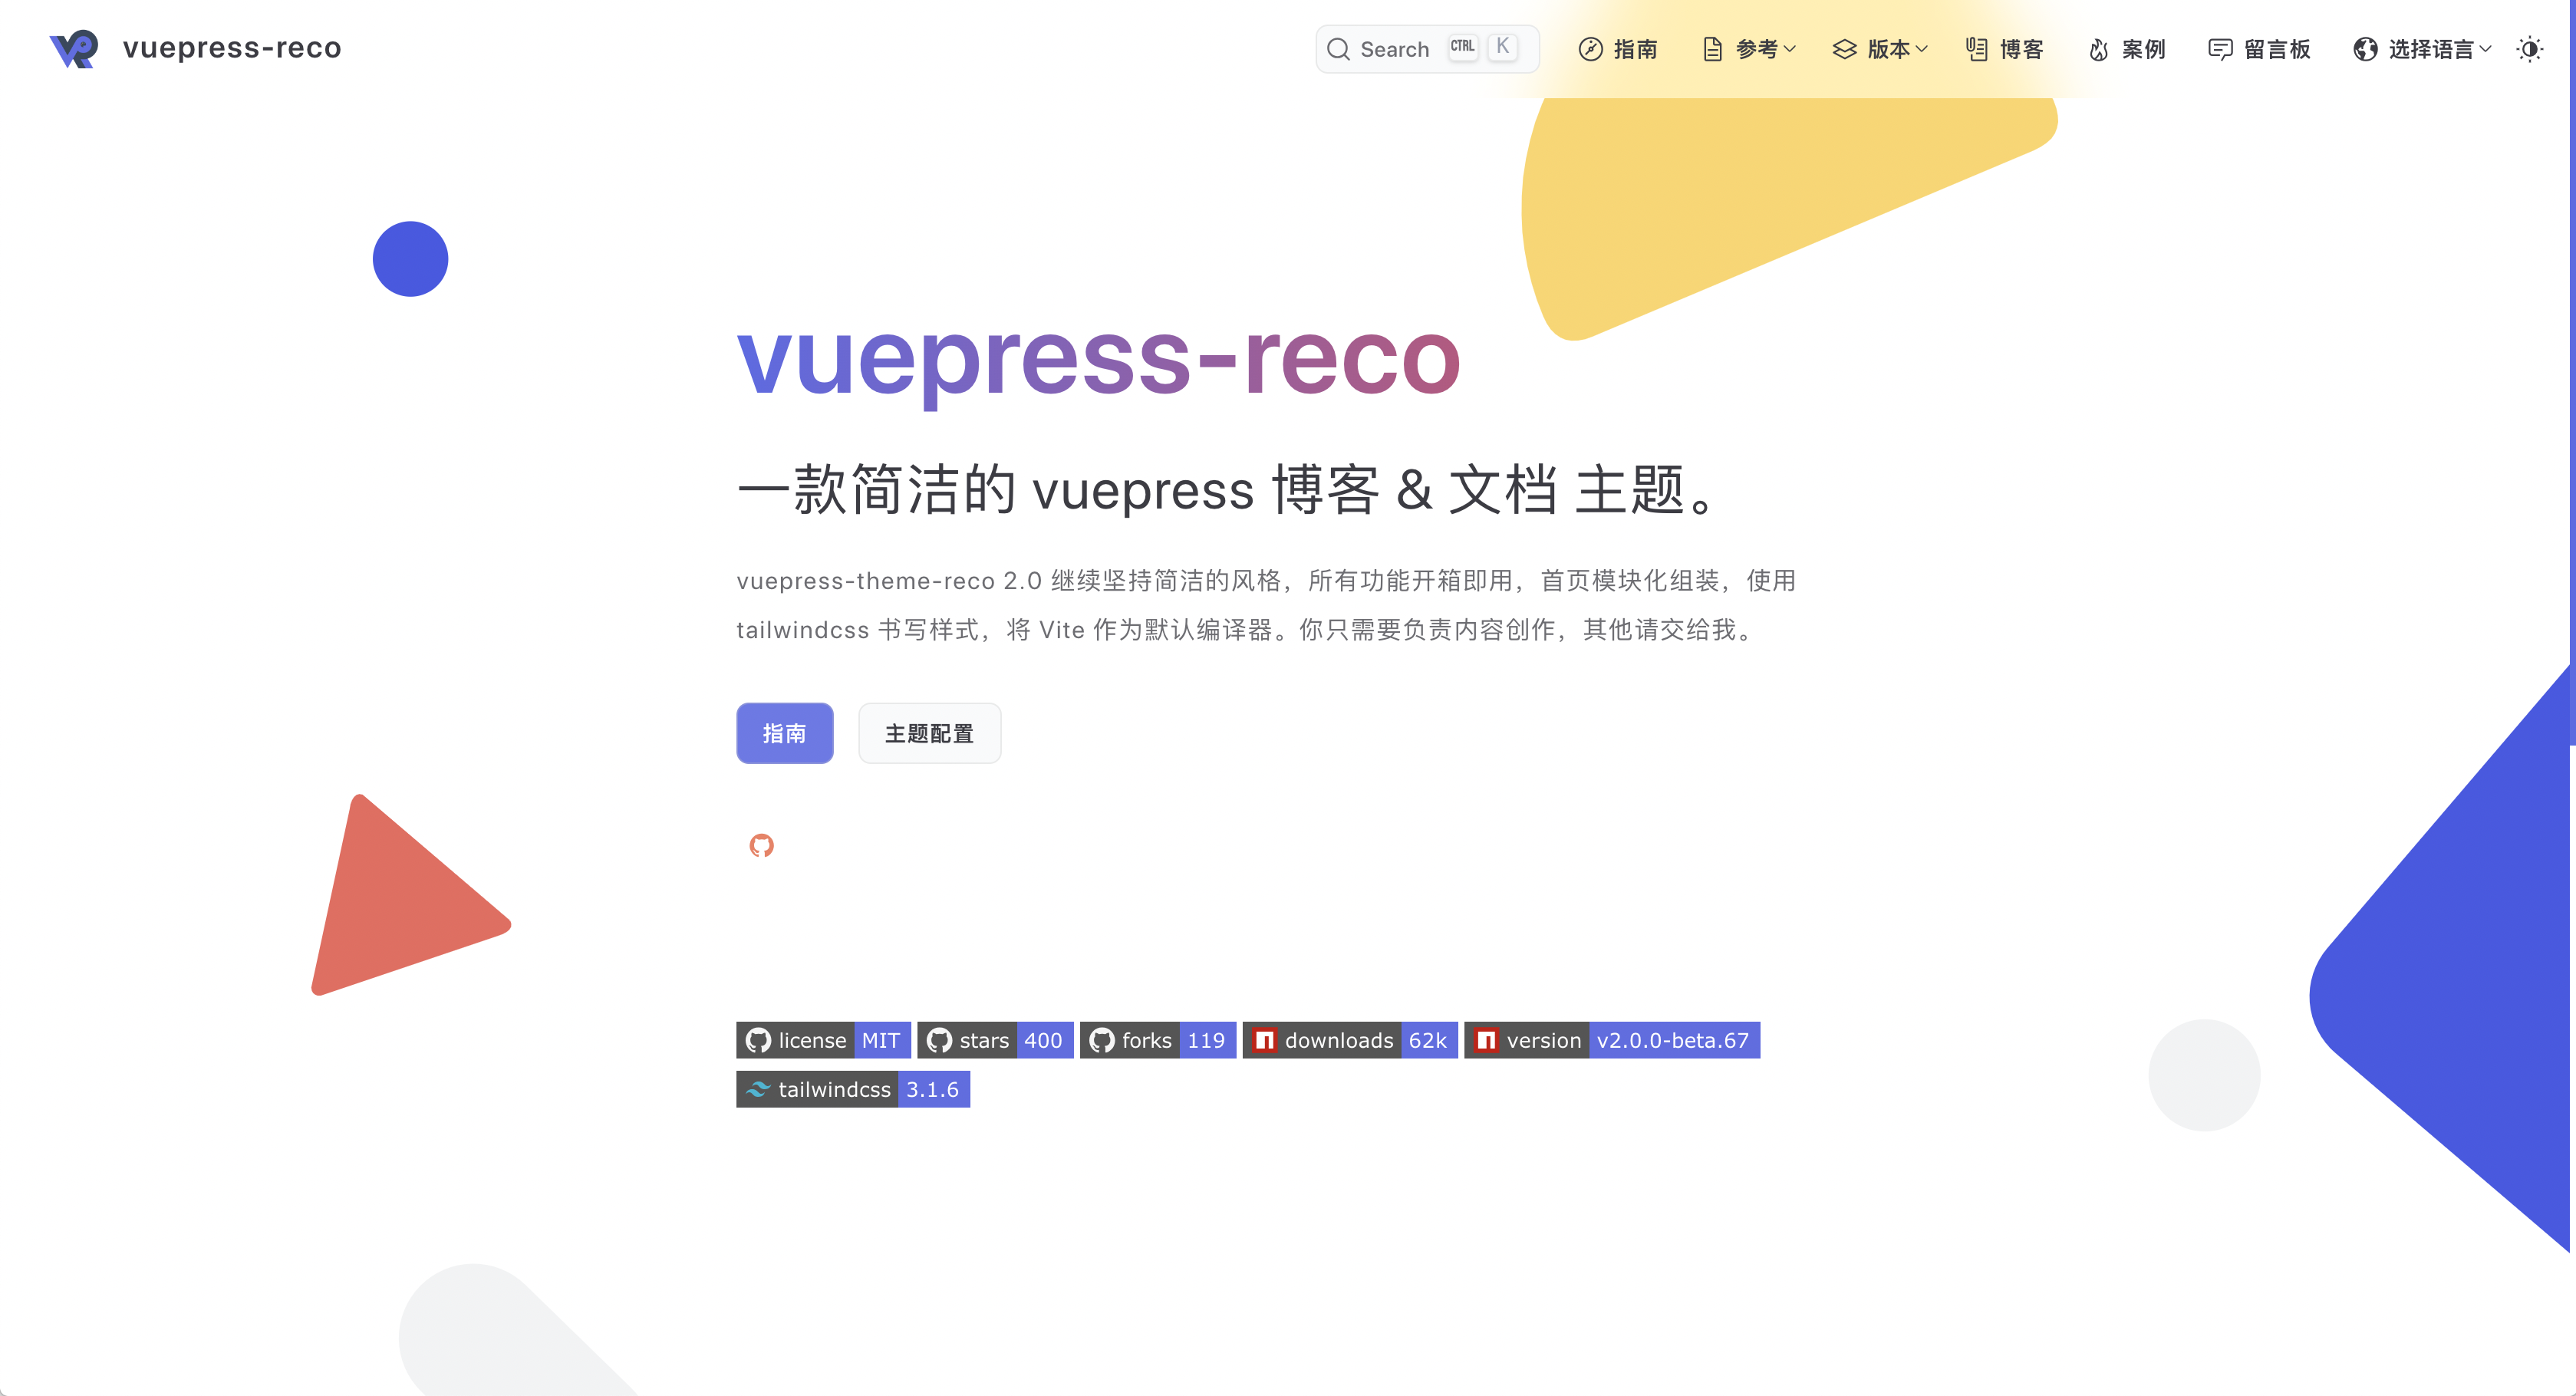 vuepress-reco
Search CTRL K 指南 参考 版本 博客 案例 留言板 选择语言
vuepress-reco
一款简洁的 vuepress 博客 & 文档 主题。
vuepress-theme-reco 2.0 继续坚持简洁的风格，所有功能开箱即用，首页模块化组装，使用
tailwindcss 书写样式，将 Vite 作为默认编译器。你只需要负责内容创作，其他请交给我。
指南 主题配置
license MIT stars 400 forks 119 downloads 62k version v2.0.0-beta.67
tailwindcss 3.1.6